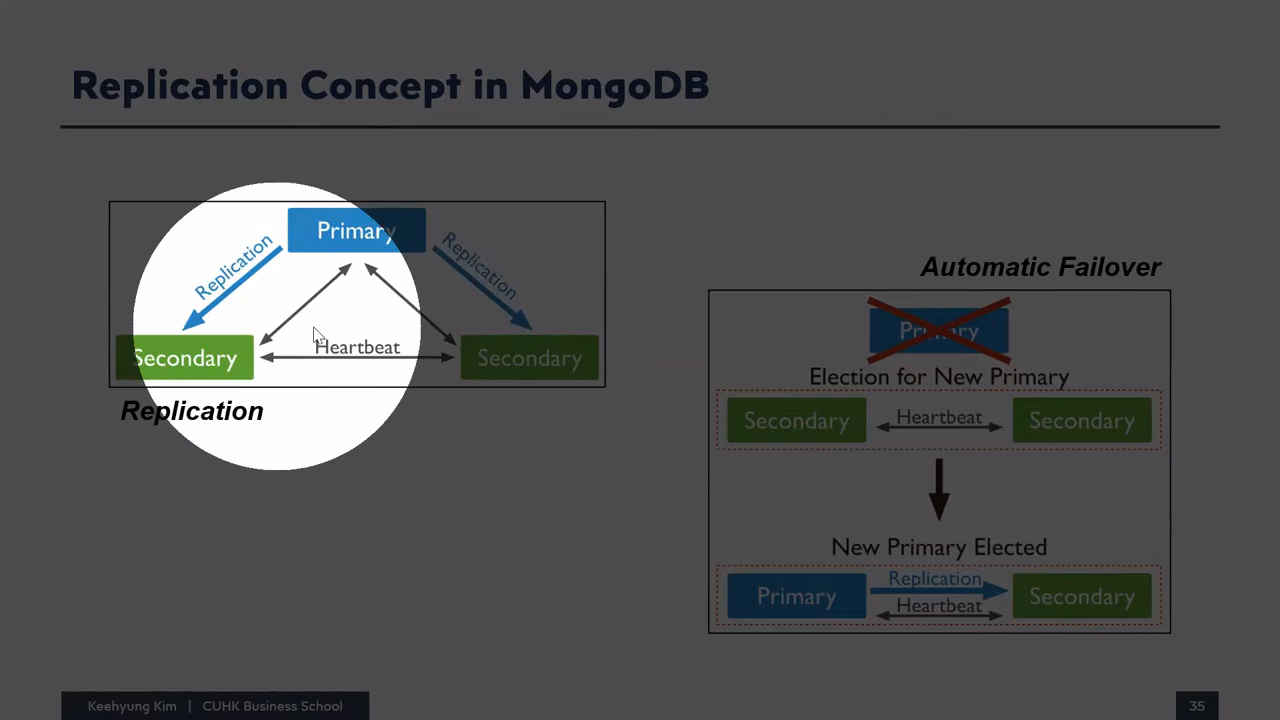 Replication Concept in MongoDB
Primary
Replication
Replication
Heartbeat
Secondary
Secondary
Replication
Automatic Failover
Primary
Election for New Primary
Secondary
Heartbeat
Secondary
New Primary Elected
Primary
Replication
Heartbeat
Secondary
Keehyung Kim | CUHK Business School
35